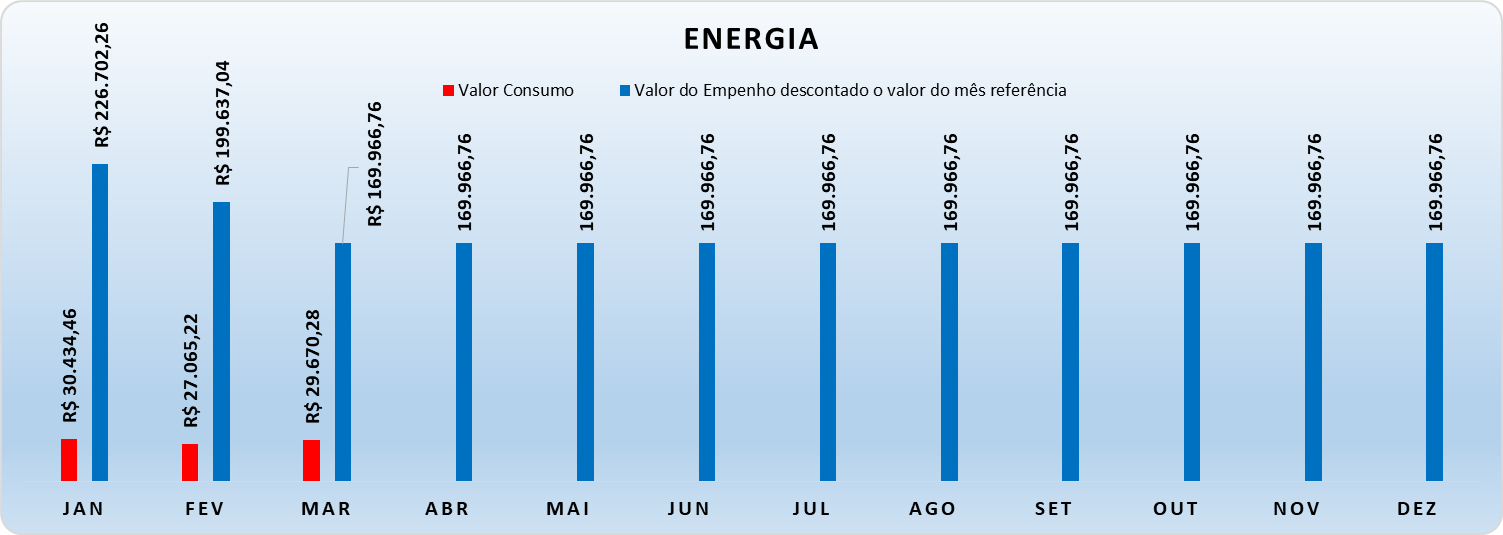 ENERGIA
Valor Consumo
Valor do Empenho descontado o valor do mês referência
R$ 30.434,46
R$ 226.702,26
R$ 27.065,22
R$ 199.637,04
R$ 29.670,28
R$ 169.966,76
169.966,76
169.966,76
169.966,76
169.966,76
169.966,76
169.966,76
169.966,76
169.966,76
169.966,76
JAN FEV MAR ABR MAI JUN JUL AGO SET OUT NOV DEZ